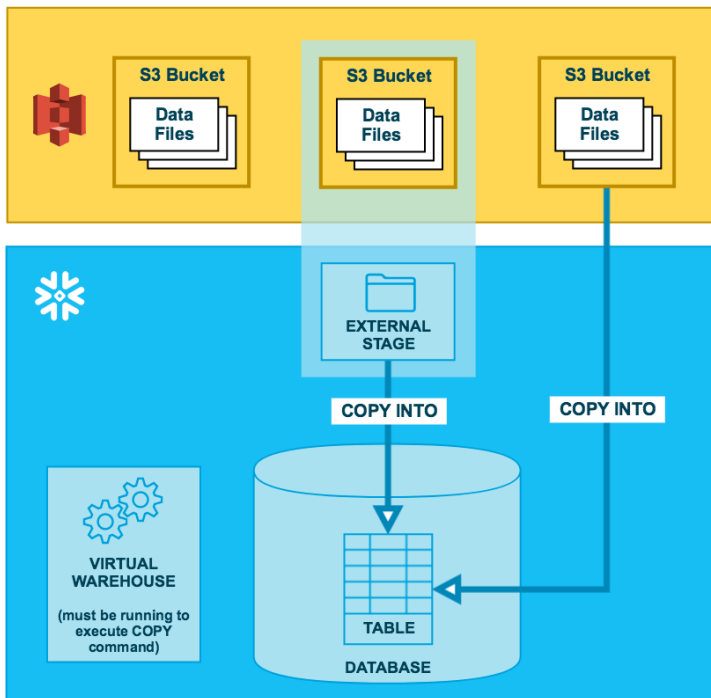 S3 Bucket
Data
Files
S3 Bucket
Data
Files
S3 Bucket
Data
Files
EXTERNAL
STAGE
COPY INTO
COPY INTO
VIRTUAL
WAREHOUSE
(must be running to
execute COPY
command)
TABLE
DATABASE